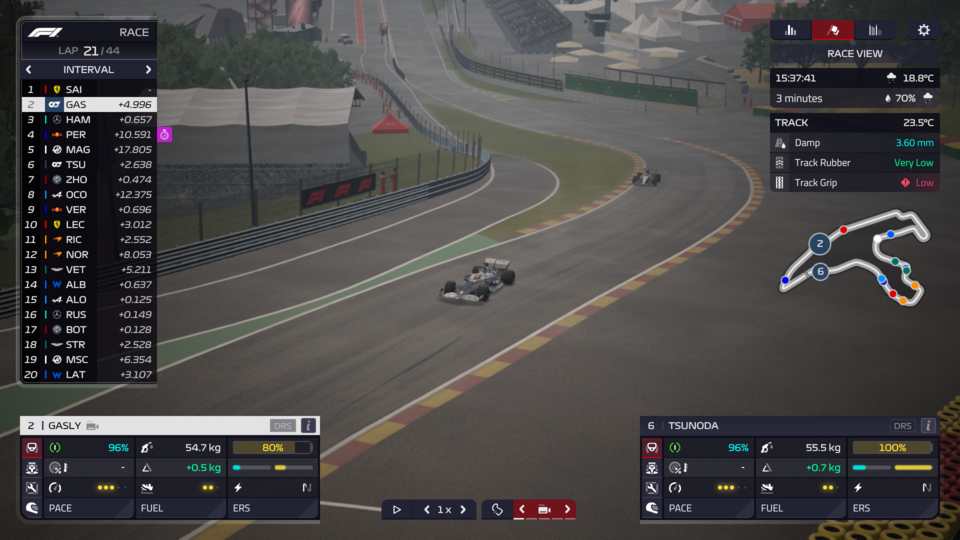 F1 RACE
LAP 21/44
INTERVAL
1 SAI -
2 GAS +4.996
3 HAM +0.657
4 PER +10.591
5 MAG +17.805
6 TSU +2.638
7 ZHO +0.474
8 OCO +12.375
9 VER +0.696
10 LEC +3.012
11 RIC +2.552
12 NOR +8.053
13 VET +5.211
14 ALB +0.637
15 ALO +0.125
16 RUS +0.149
17 BOT +0.128
18 STR +2.528
19 MSC +6.354
20 LAT +3.107
RACE VIEW
15:37:41 18.8°C
3 minutes 70%
TRACK 23.5°C
Damp 3.60 mm
Track Rubber Very Low
Track Grip Low
2
6
2 GASLY DRS i
96% 54.7 kg 80%
- +0.5 kg
N
PACE FUEL ERS
1x
6 TSUNODA DRS i
96% 55.5 kg 100%
- +0.7 kg
N
PACE FUEL ERS